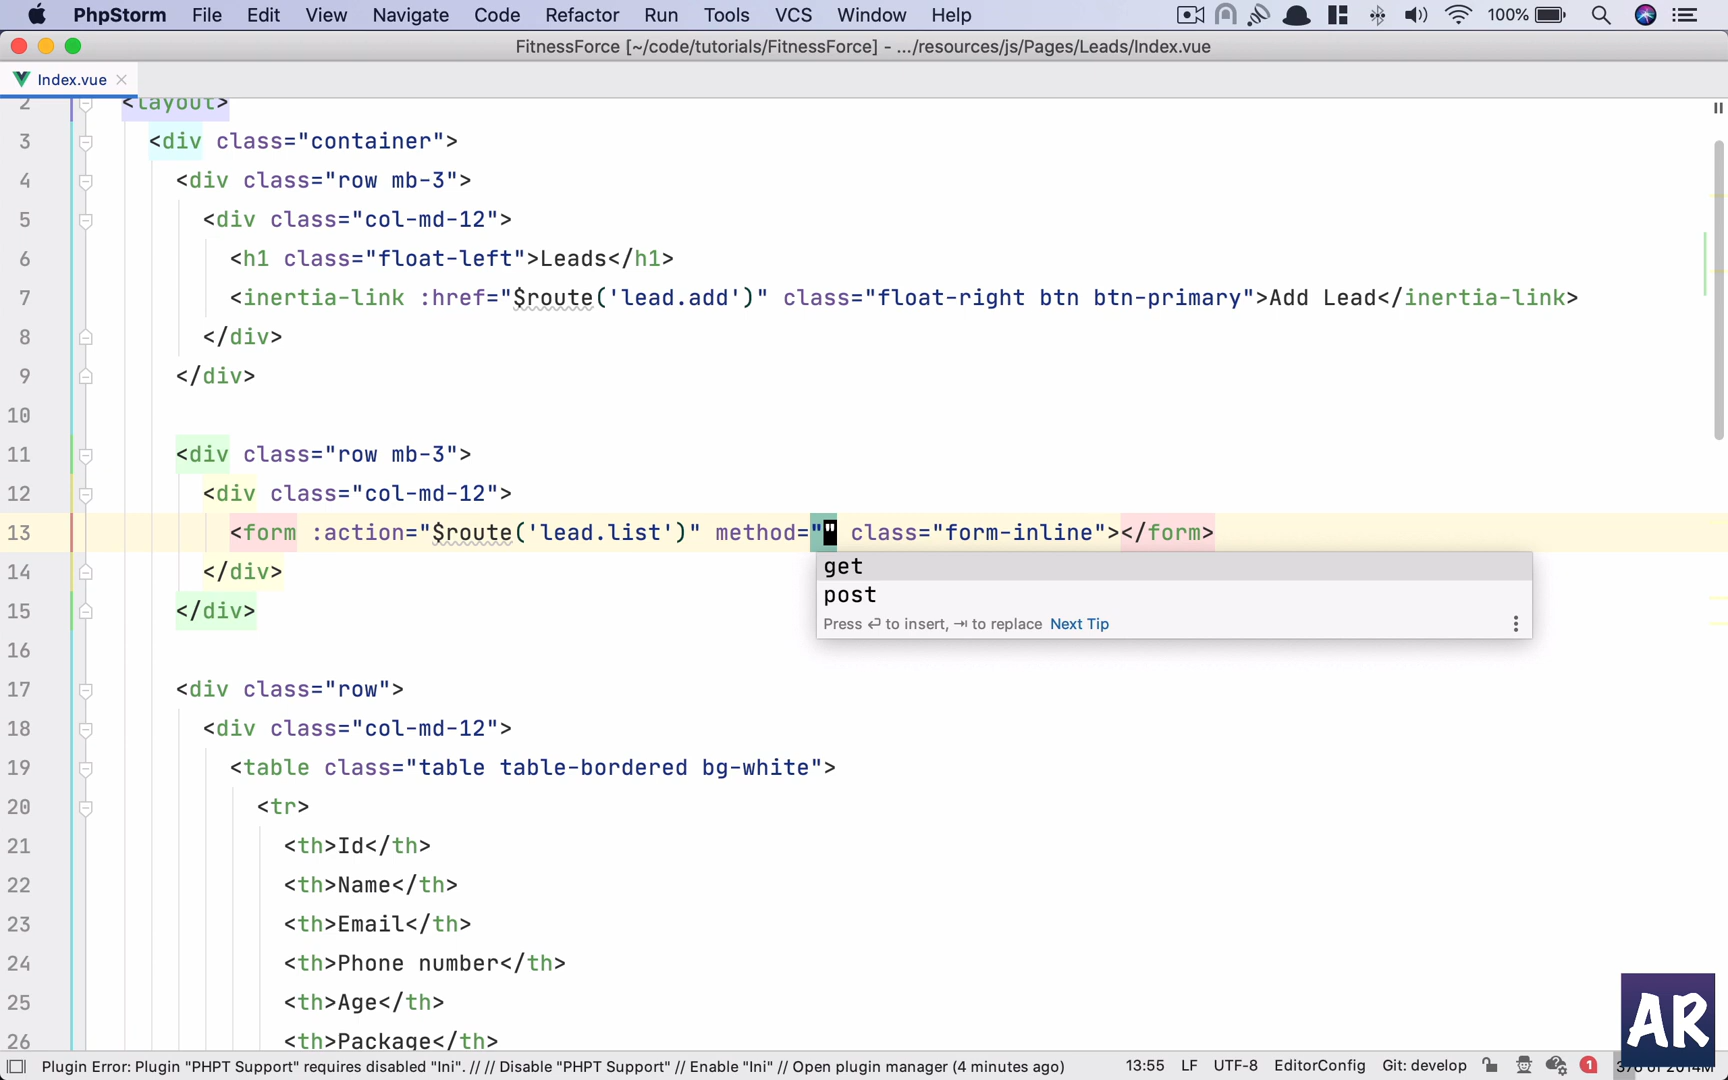 PhpStorm File Edit View Navigate Code Refactor Run Tools VCS Window Help 100%
FitnessForce [~/code/tutorials/FitnessForce] - .../resources/js/Pages/Leads/Index.vue
Index.vue
2 <layout>
3 <div class="container">
4 <div class="row mb-3">
5 <div class="col-md-12">
6 <h1 class="float-left">Leads</h1>
7 <inertia-link :href="$route('lead.add')" class="float-right btn btn-primary">Add Lead</inertia-link>
8 </div>
9 </div>
10
11 <div class="row mb-3">
12 <div class="col-md-12">
13 <form :action="$route('lead.list')" method="" class="form-inline"></form>
get
14 </div>
post
15 </div>
Press ⏎ to insert, ⇥ to replace Next Tip
16
17 <div class="row">
18 <div class="col-md-12">
19 <table class="table table-bordered bg-white">
20 <tr>
21 <th>Id</th>
22 <th>Name</th>
23 <th>Email</th>
24 <th>Phone number</th>
25 <th>Age</th>
26 <th>Package</th>
AR
Plugin Error: Plugin "PHPT Support" requires disabled "Ini". // // Disable "PHPT Support" // Enable "Ini" // Open plugin manager (4 minutes ago) 13:55 LF UTF-8 EditorConfig Git: develop 1